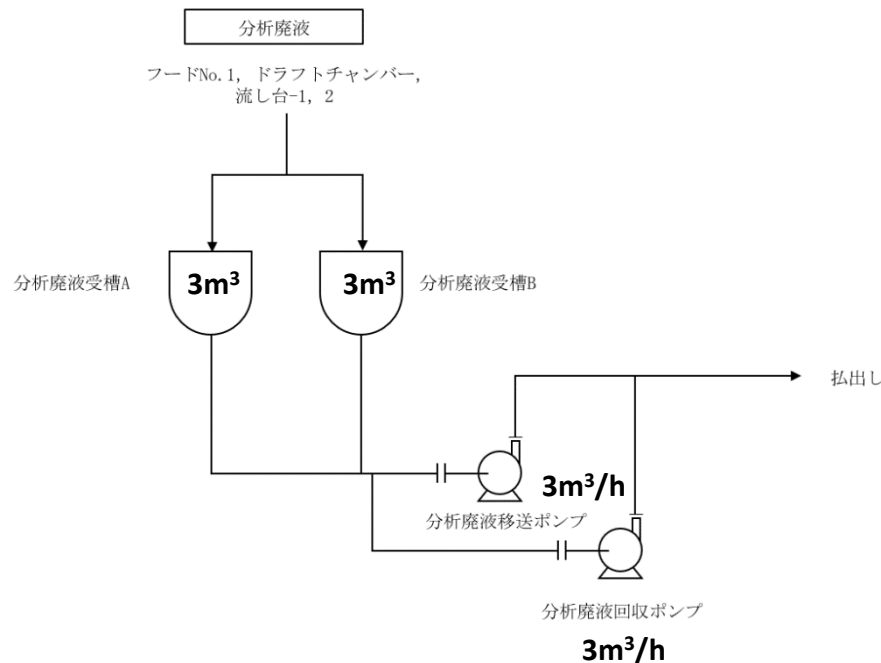 分析廃液
フードNo.1, ドラフトチャンバー,
流し台-1, 2
分析廃液受槽A
3m³
3m³
分析廃液受槽B
払出し
3m³/h
分析廃液移送ポンプ
分析廃液回収ポンプ
3m³/h